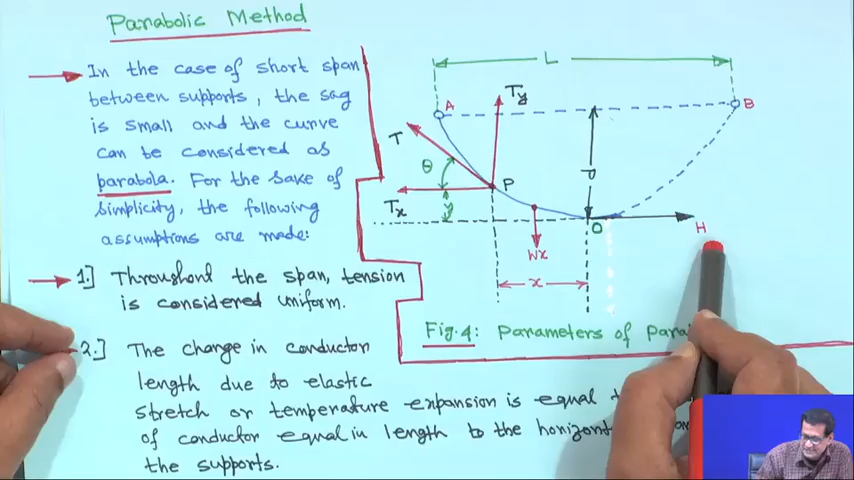 Parabolic Method
In the case of short span
between supports, the sag
is small and the curve
can be considered as
parabola. For the sake of
simplicity, the following
assumptions are made:
1.] Throughout the span, tension
is considered uniform.
2.] The change in conductor
length due to elastic
stretch or temperature expansion is equal
of conductor equal in length to the
the supports.
L
A
B
Ty
T
θ
P
d
Tx
y
O
H
Wx
x
Fig.4: Parameters of